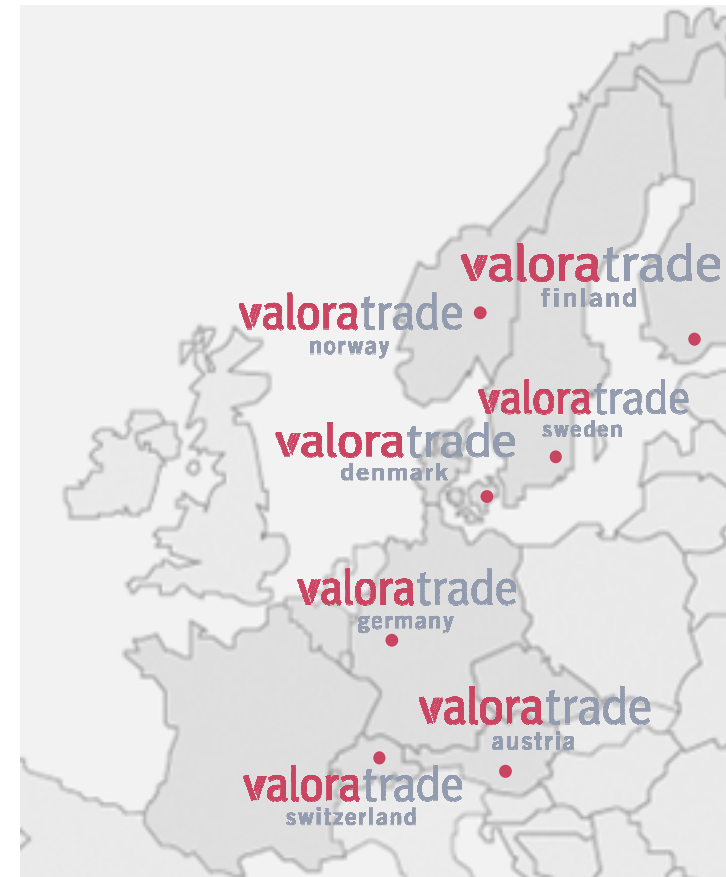 valoratrade
finland
valoratrade
norway
valoratrade
sweden
valoratrade
denmark
valoratrade
germany
valoratrade
austria
valoratrade
switzerland